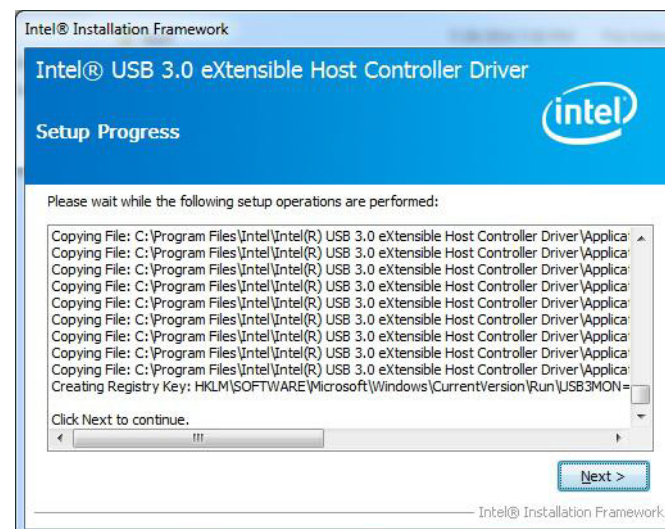 Intel® Installation Framework
Intel® USB 3.0 eXtensible Host Controller Driver
intel
Setup Progress
Please wait while the following setup operations are performed:
Copying File: C:\Program Files\Intel\Intel(R) USB 3.0 eXtensible Host Controller Driver\Applica
Copying File: C:\Program Files\Intel\Intel(R) USB 3.0 eXtensible Host Controller Driver\Applica
Copying File: C:\Program Files\Intel\Intel(R) USB 3.0 eXtensible Host Controller Driver\Applica
Copying File: C:\Program Files\Intel\Intel(R) USB 3.0 eXtensible Host Controller Driver\Applica
Copying File: C:\Program Files\Intel\Intel(R) USB 3.0 eXtensible Host Controller Driver\Applica
Copying File: C:\Program Files\Intel\Intel(R) USB 3.0 eXtensible Host Controller Driver\Applica
Copying File: C:\Program Files\Intel\Intel(R) USB 3.0 eXtensible Host Controller Driver\Applica
Copying File: C:\Program Files\Intel\Intel(R) USB 3.0 eXtensible Host Controller Driver\Applica
Copying File: C:\Program Files\Intel\Intel(R) USB 3.0 eXtensible Host Controller Driver\Applica
Creating Registry Key: HKLM\SOFTWARE\Microsoft\Windows\CurrentVersion\Run\USB3MON=
Click Next to continue.
Next >
Intel® Installation Framework